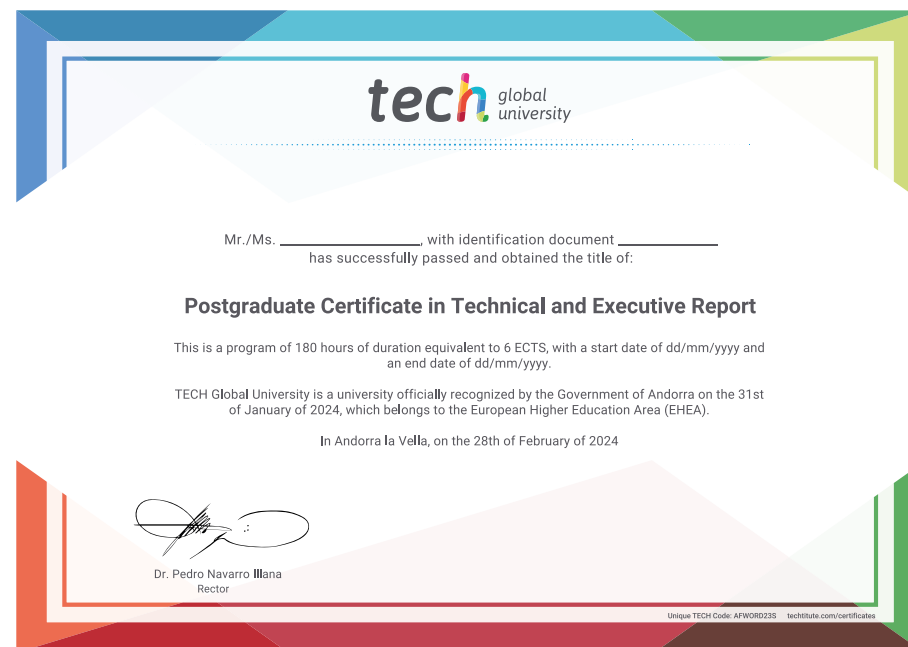 tech global university
Mr./Ms. ______________, with identification document __________
has successfully passed and obtained the title of:
Postgraduate Certificate in Technical and Executive Report
This is a program of 180 hours of duration equivalent to 6 ECTS, with a start date of dd/mm/yyyy and
an end date of dd/mm/yyyy.
TECH Global University is a university officially recognized by the Government of Andorra on the 31st
of January of 2024, which belongs to the European Higher Education Area (EHEA).
In Andorra la Vella, on the 28th of February of 2024
Dr. Pedro Navarro Illana
Rector
Unique TECH Code: AFWORD23S techtitute.com/certificates